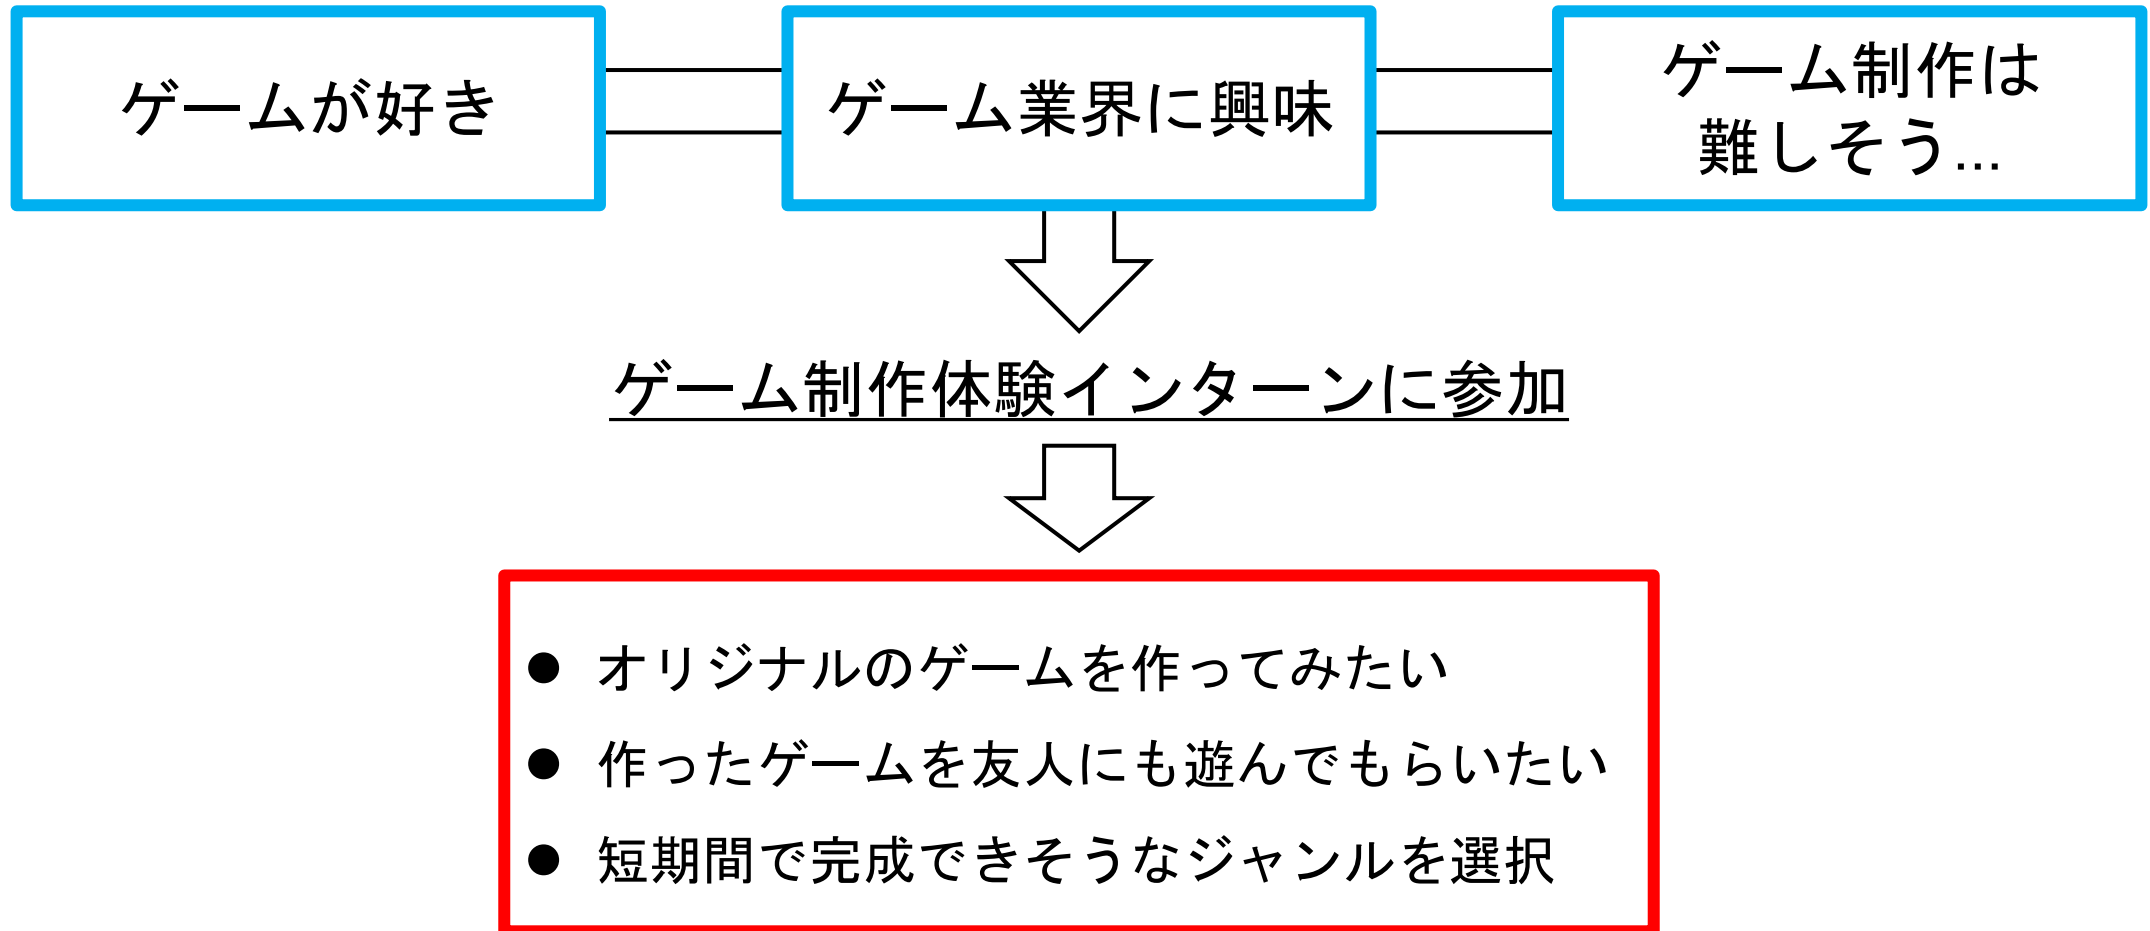 ゲームが好き
ゲーム業界に興味
ゲーム制作は
難しそう...
ゲーム制作体験インターンに参加
● オリジナルのゲームを作ってみたい
● 作ったゲームを友人にも遊んでもらいたい
● 短期間で完成できそうなジャンルを選択